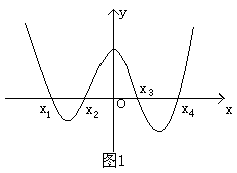 y
x₁ x₂ O x₃ x₄ x
图1